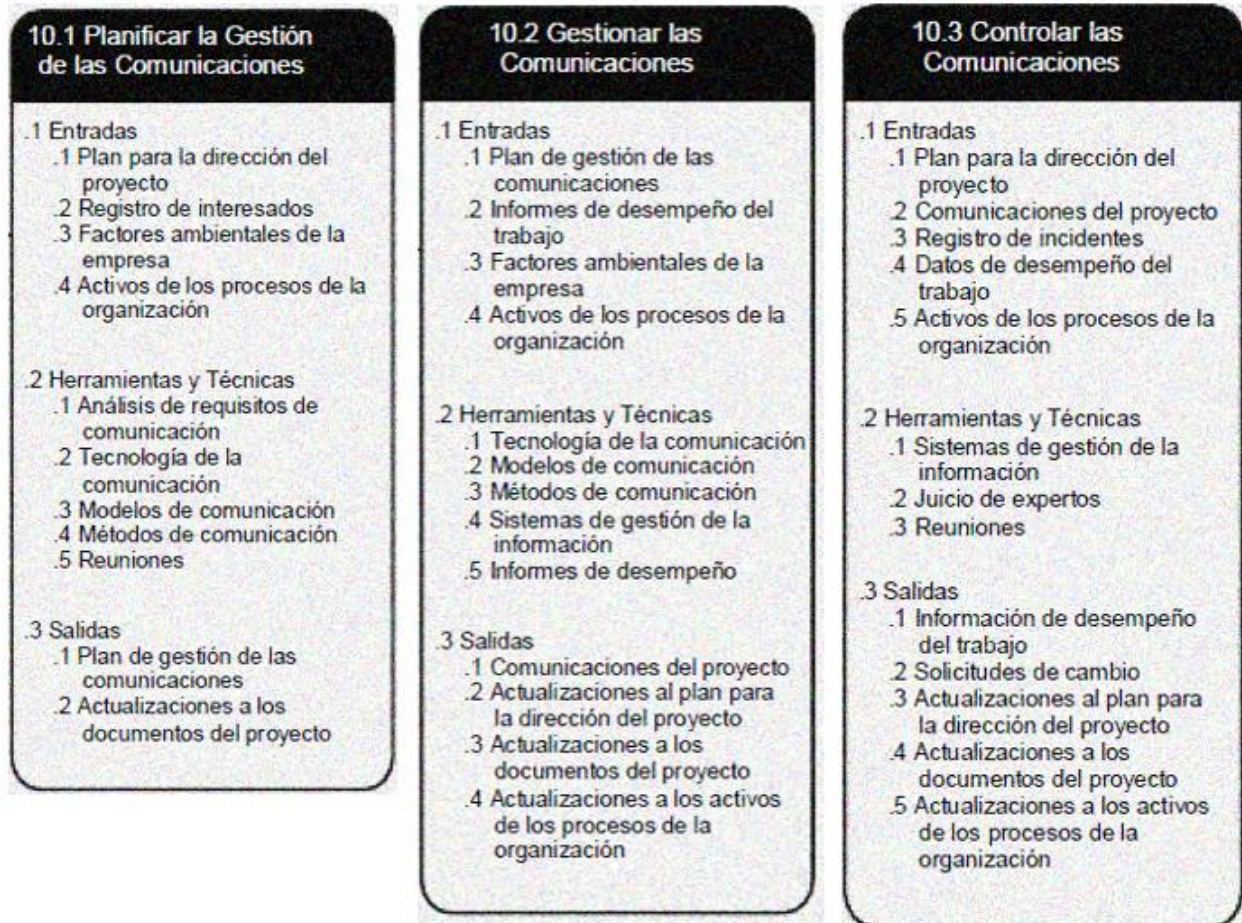 10.1 Planificar la Gestión
de las Comunicaciones
.1 Entradas
.1 Plan para la dirección del
proyecto
.2 Registro de interesados
.3 Factores ambientales de la
empresa
.4 Activos de los procesos de la
organización
.2 Herramientas y Técnicas
.1 Análisis de requisitos de
comunicación
.2 Tecnología de la
comunicación
.3 Modelos de comunicación
.4 Métodos de comunicación
.5 Reuniones
.3 Salidas
.1 Plan de gestión de las
comunicaciones
.2 Actualizaciones a los
documentos del proyecto
10.2 Gestionar las
Comunicaciones
.1 Entradas
.1 Plan de gestión de las
comunicaciones
.2 Informes de desempeño del
trabajo
.3 Factores ambientales de la
empresa
.4 Activos de los procesos de la
organización
.2 Herramientas y Técnicas
.1 Tecnología de la comunicación
.2 Modelos de comunicación
.3 Métodos de comunicación
.4 Sistemas de gestión de la
información
.5 Informes de desempeño
.3 Salidas
.1 Comunicaciones del proyecto
.2 Actualizaciones al plan para
la dirección del proyecto
.3 Actualizaciones a los
documentos del proyecto
.4 Actualizaciones a los activos
de los procesos de la
organización
10.3 Controlar las
Comunicaciones
.1 Entradas
.1 Plan para la dirección del
proyecto
.2 Comunicaciones del proyecto
.3 Registro de incidentes
.4 Datos de desempeño del
trabajo
.5 Activos de los procesos de la
organización
.2 Herramientas y Técnicas
.1 Sistemas de gestión de la
información
.2 Juicio de expertos
.3 Reuniones
.3 Salidas
.1 Información de desempeño
del trabajo
.2 Solicitudes de cambio
.3 Actualizaciones al plan para
la dirección del proyecto
.4 Actualizaciones a los
documentos del proyecto
.5 Actualizaciones a los activos
de los procesos de la
organización